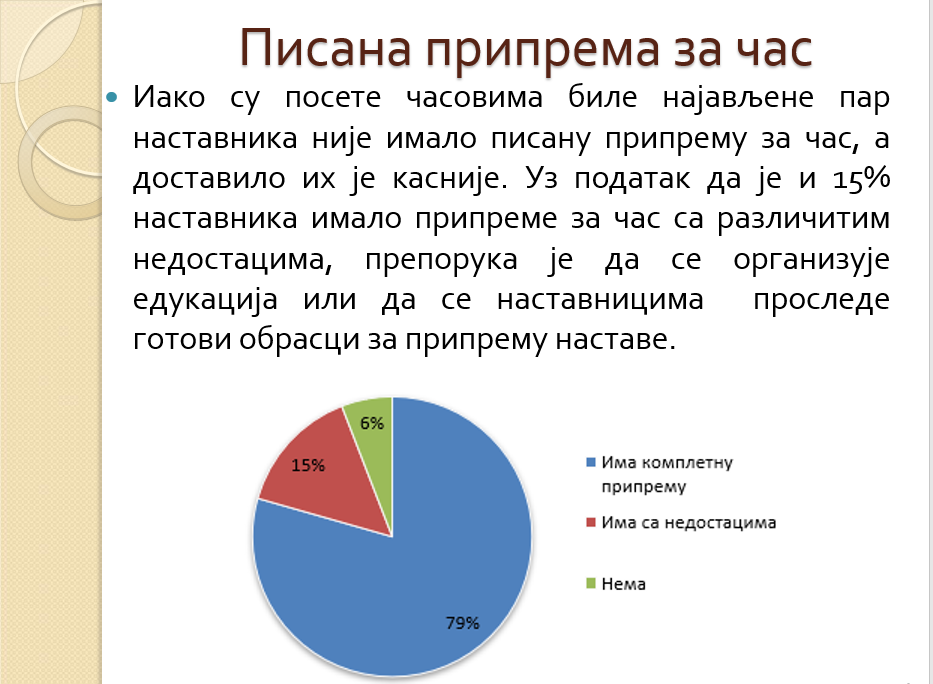 Писана припрема за час
Иако су посете часовима биле најављене пар
наставника није имало писану припрему за час, а
доставило их је касније. Уз податак да је и 15%
наставника имало припреме за час са различитим
недостацима, препорука је да се организује
едукација или да се наставницима проследе
готови обрасци за припрему наставе.
6%
15%
79%
Има комплетну
припрему
Има са недостацима
Нема